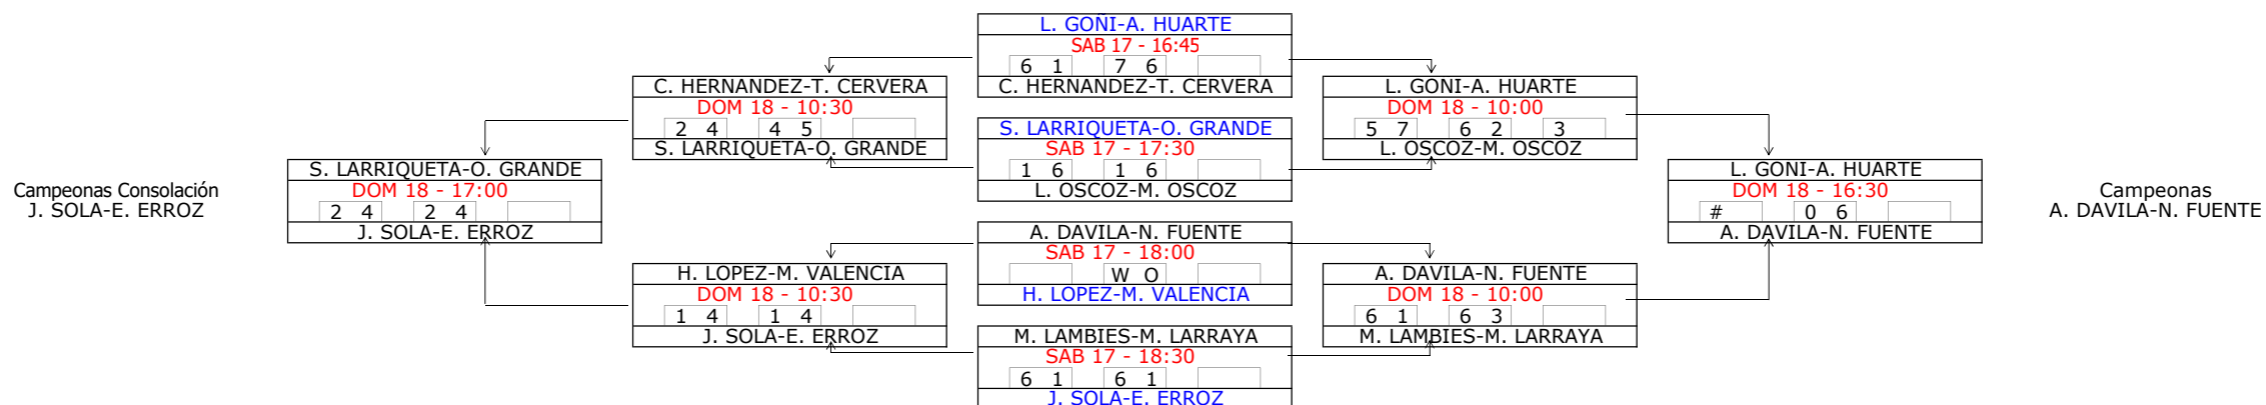 L. GOÑI-A. HUARTE
SAB 17 - 16:45
6 1 7 6
C. HERNANDEZ-T. CERVERA
C. HERNANDEZ-T. CERVERA
DOM 18 - 10:30
2 4 4 5
S. LARRIQUETA-O. GRANDE
L. GOÑI-A. HUARTE
DOM 18 - 10:00
5 7 6 2 3
L. OSCOZ-M. OSCOZ
S. LARRIQUETA-O. GRANDE
SAB 17 - 17:30
1 6 1 6
L. OSCOZ-M. OSCOZ
Campeonas Consolación
J. SOLA-E. ERROZ
S. LARRIQUETA-O. GRANDE
DOM 18 - 17:00
2 4 2 4
J. SOLA-E. ERROZ
L. GOÑI-A. HUARTE
DOM 18 - 16:30
# 0 6
A. DAVILA-N. FUENTE
Campeonas
A. DAVILA-N. FUENTE
A. DAVILA-N. FUENTE
SAB 17 - 18:00
W O
H. LOPEZ-M. VALENCIA
H. LOPEZ-M. VALENCIA
DOM 18 - 10:30
1 4 1 4
J. SOLA-E. ERROZ
A. DAVILA-N. FUENTE
DOM 18 - 10:00
6 1 6 3
M. LAMBIES-M. LARRAYA
M. LAMBIES-M. LARRAYA
SAB 17 - 18:30
6 1 6 1
J. SOLA-E. ERROZ